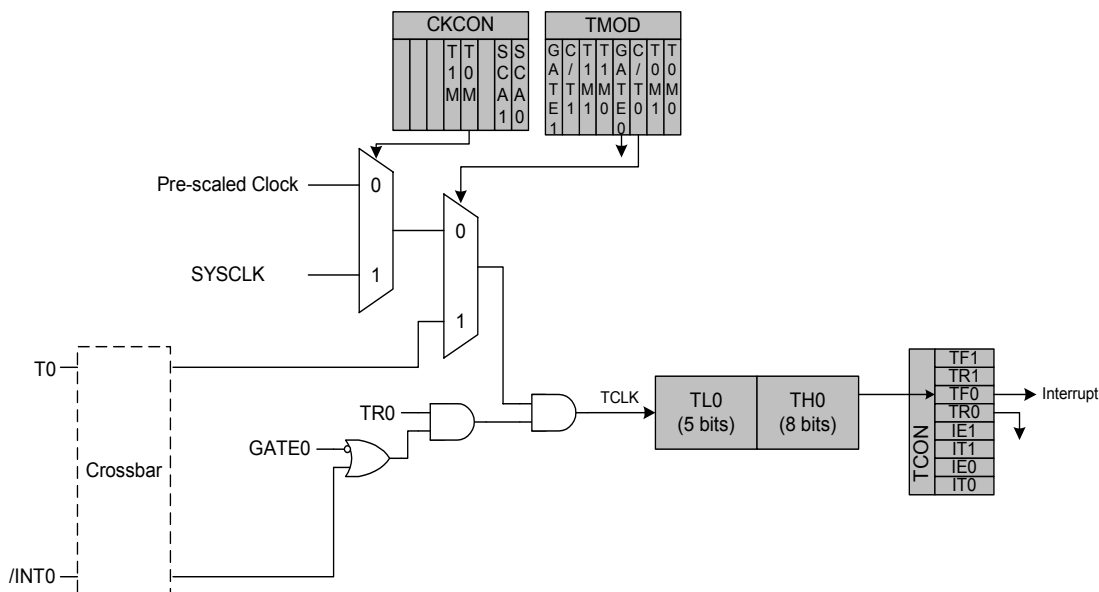 CKCON
T1M
T0M
SCA1
SCA0
TMOD
GATE1
C/T1
T1M1
T1M0
GATE0
C/T0
T0M1
T0M0
Pre-scaled Clock
0
SYSCLK
1
0
1
T0
Crossbar
/INT0
TR0
GATE0
TCLK
TL0
(5 bits)
TH0
(8 bits)
TCON
TF1
TR1
TF0
TR0
IE1
IT1
IE0
IT0
Interrupt